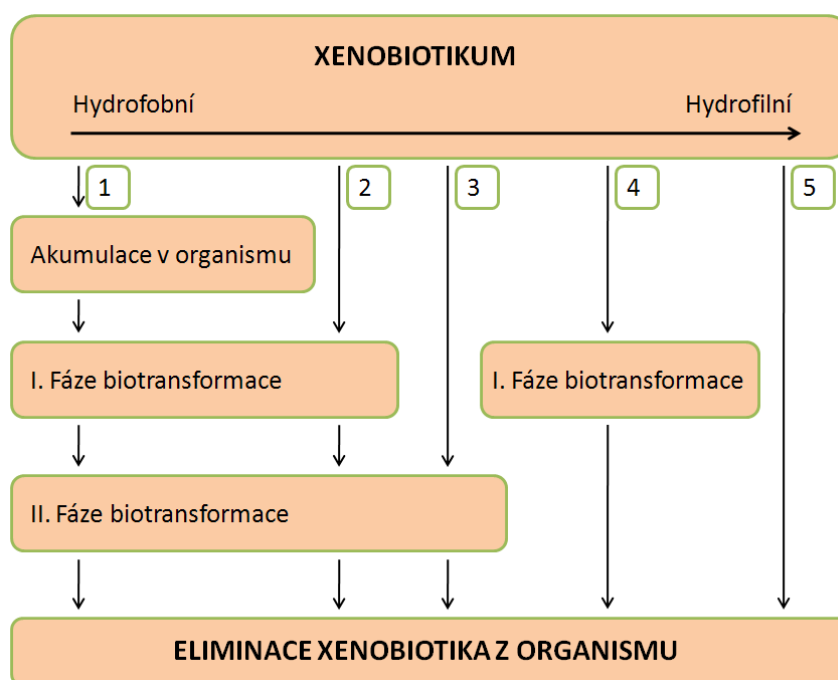 XENOBIOTIKUM
Hydrofobní
Hydrofilní
1
2
3
4
5
Akumulace v organismu
I. Fáze biotransformace
I. Fáze biotransformace
II. Fáze biotransformace
ELIMINACE XENOBIOTIKA Z ORGANISMU